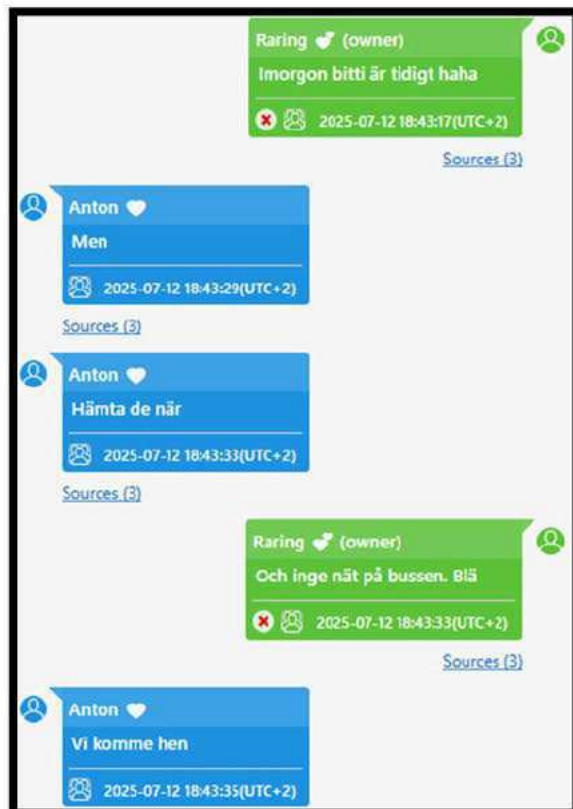 Raring 💕 (owner)
Imorgon bitti är tidigt haha
2025-07-12 18:43:17(UTC+2)
Sources (3)
Anton 🤍
Men
2025-07-12 18:43:29(UTC+2)
Sources (3)
Anton 🤍
Hämta de när
2025-07-12 18:43:33(UTC+2)
Sources (3)
Raring 💕 (owner)
Och inge nät på bussen. Blä
2025-07-12 18:43:33(UTC+2)
Sources (3)
Anton 🤍
Vi komme hen
2025-07-12 18:43:35(UTC+2)